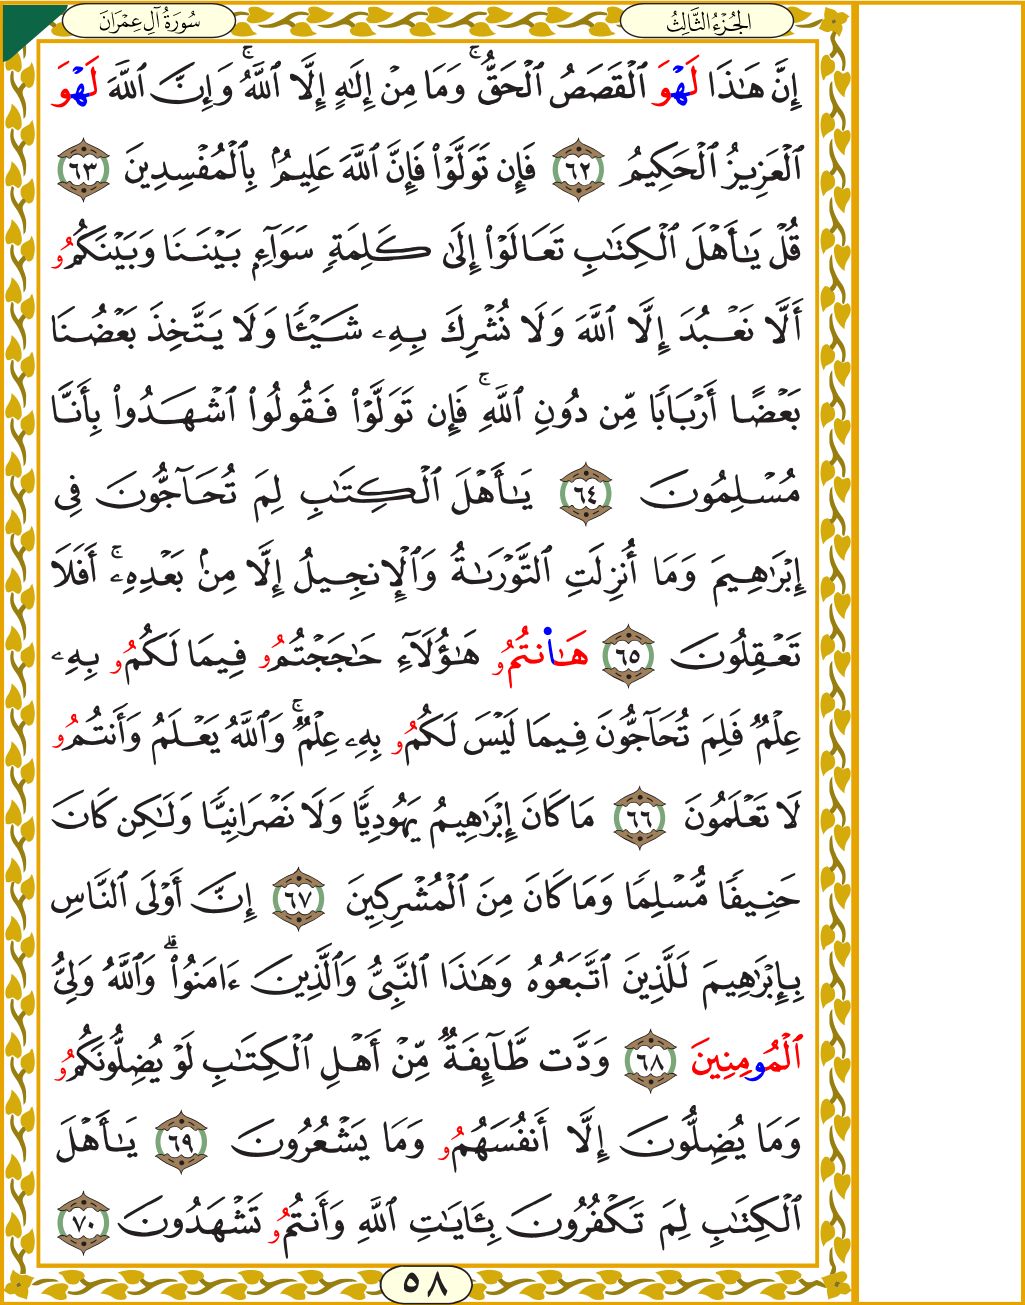 الجُزْءُ الثَّالِثُ
سُورَةُ آلِ عِمْرَانَ
إِنَّ هَـٰذَا لَهْوَ ٱلْقَصَصُ ٱلْحَقُّ ۚ وَمَا مِنْ إِلَـٰهٍ إِلَّا ٱللَّهُ ۚ وَإِنَّ ٱللَّهَ لَهْوَ
ٱلْعَزِيزُ ٱلْحَكِيمُ ٦٢ فَإِن تَوَلَّوْا۟ فَإِنَّ ٱللَّهَ عَلِيمٌۢ بِٱلْمُفْسِدِينَ ٦٣
قُلْ يَـٰٓأَهْلَ ٱلْكِتَـٰبِ تَعَالَوْا۟ إِلَىٰ كَلِمَةٍ سَوَآءٍۭ بَيْنَنَا وَبَيْنَكُمُۥ
أَلَّا نَعْبُدَ إِلَّا ٱللَّهَ وَلَا نُشْرِكَ بِهِۦ شَيْـًٔا وَلَا يَتَّخِذَ بَعْضُنَا
بَعْضًا أَرْبَابًا مِّن دُونِ ٱللَّهِ ۚ فَإِن تَوَلَّوْا۟ فَقُولُوا۟ ٱشْهَدُوا۟ بِأَنَّا
مُسْلِمُونَ ٦٤ يَـٰٓأَهْلَ ٱلْكِتَـٰبِ لِمَ تُحَآجُّونَ فِى
إِبْرَٰهِيمَ وَمَا أُنزِلَتِ ٱلتَّوْرَىٰةُ وَٱلْإِنجِيلُ إِلَّا مِنۢ بَعْدِهِۦ ۚ أَفَلَا
تَعْقِلُونَ ٦٥ هَـٰا۬نتُمُۥ هَـٰؤُلَآءِ حَـٰجَجْتُمُۥ فِيمَا لَكُمُۥ بِهِۦ
عِلْمٌ فَلِمَ تُحَآجُّونَ فِيمَا لَيْسَ لَكُمُۥ بِهِۦ عِلْمٌ ۚ وَٱللَّهُ يَعْلَمُ وَأَنتُمُۥ
لَا تَعْلَمُونَ ٦٦ مَا كَانَ إِبْرَٰهِيمُ يَهُودِيًّا وَلَا نَصْرَانِيًّا وَلَـٰكِن كَانَ
حَنِيفًا مُّسْلِمًا وَمَا كَانَ مِنَ ٱلْمُشْرِكِينَ ٦٧ إِنَّ أَوْلَى ٱلنَّاسِ
بِإِبْرَٰهِيمَ لَلَّذِينَ ٱتَّبَعُوهُ وَهَـٰذَا ٱلنَّبِىُّ وَٱلَّذِينَ ءَامَنُوا۟ ۗ وَٱللَّهُ وَلِىُّ
ٱلْمُومِنِينَ ٦٨ وَدَّت طَّآئِفَةٌ مِّنْ أَهْلِ ٱلْكِتَـٰبِ لَوْ يُضِلُّونَكُمُۥ
وَمَا يُضِلُّونَ إِلَّا أَنفُسَهُمُۥ وَمَا يَشْعُرُونَ ٦٩ يَـٰٓأَهْلَ
ٱلْكِتَـٰبِ لِمَ تَكْفُرُونَ بِـَٔايَـٰتِ ٱللَّهِ وَأَنتُمُۥ تَشْهَدُونَ ٧٠
٥٨